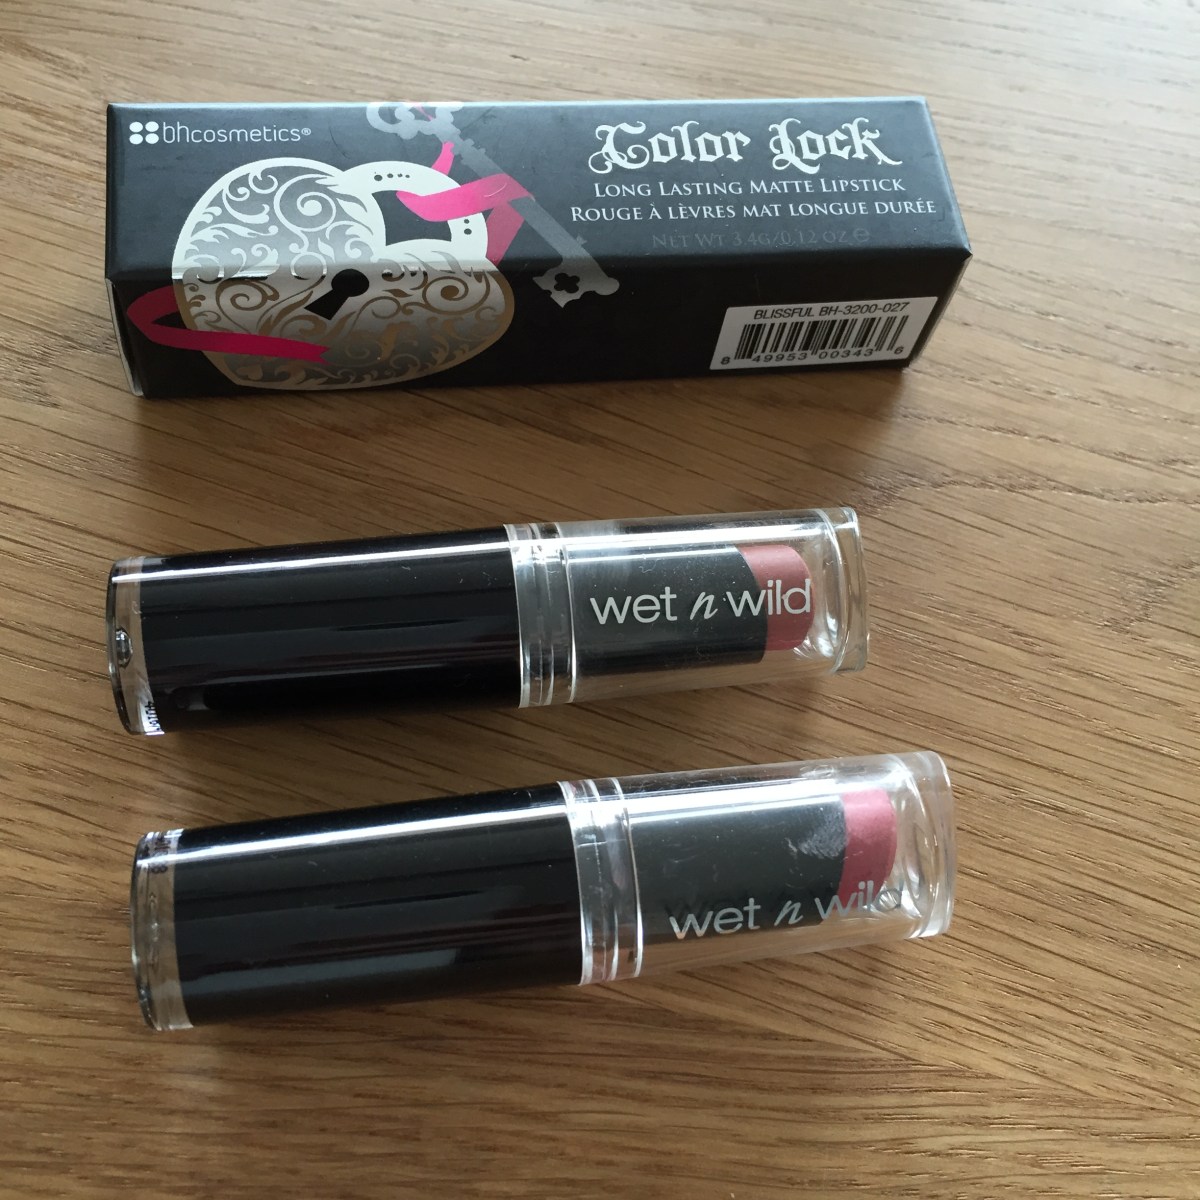 bhcosmetics®
Color Lock
LONG LASTING MATTE LIPSTICK
ROUGE À LÈVRES MAT LONGUE DURÉE
NET WT 3.4G/0.12 OZ ℮
BLISSFUL BH-3200-027
8 49953 00343 6
wet n wild
wet n wild